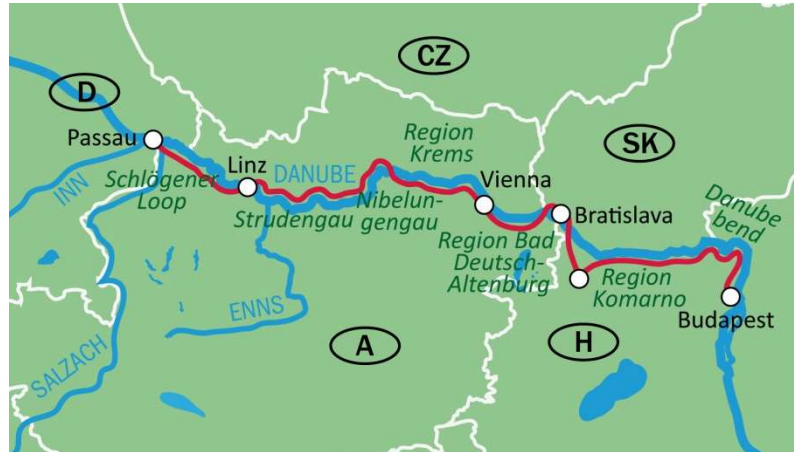 CZ
D
Passau
INN
Schlögener
Loop
Linz
DANUBE
Strudengau
Region
Krems
Nibelun-
gengau
Vienna
SK
Bratislava
Danube
bend
Region Bad
Deutsch-
Altenburg
Region
Komarno
Budapest
ENNS
SALZACH
A
H